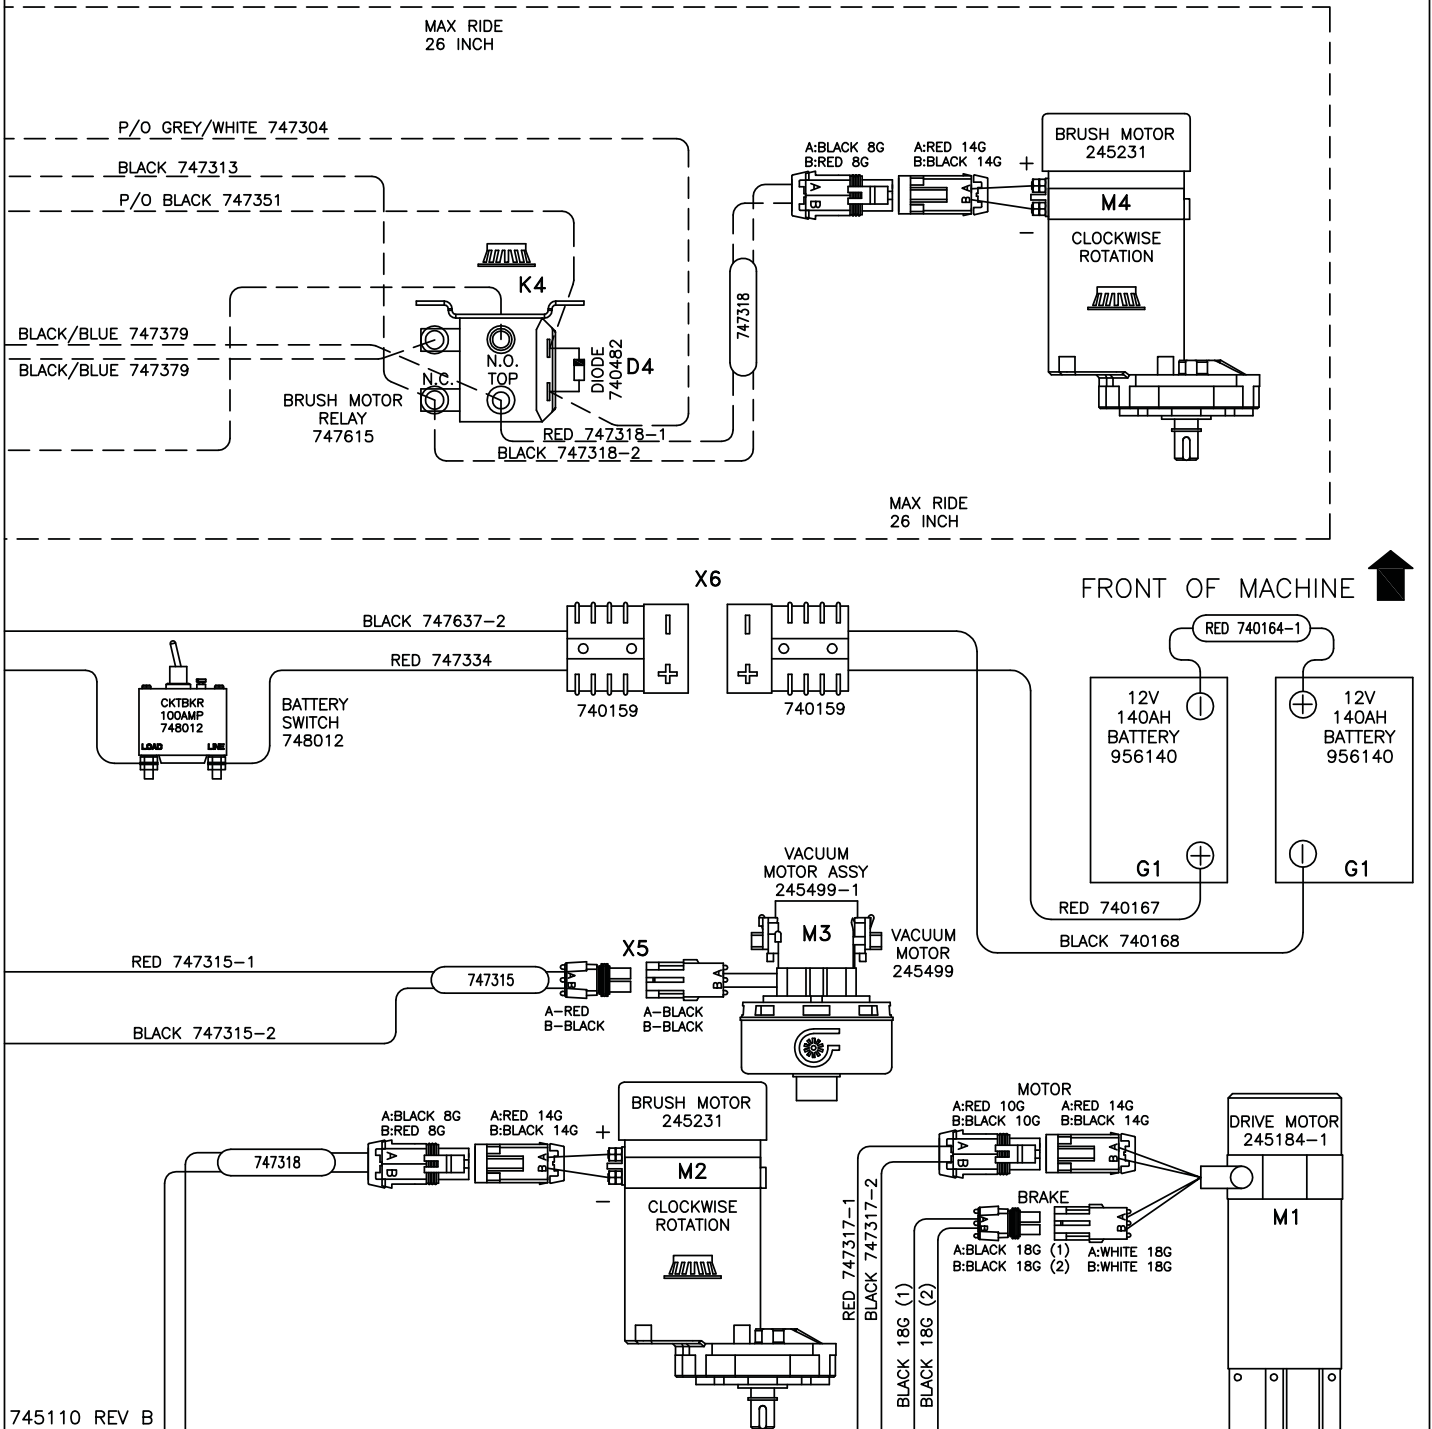 MAX RIDE
26 INCH
P/O GREY/WHITE 747304
BLACK 747313
P/O BLACK 747351
K4
BLACK/BLUE 747379
BLACK/BLUE 747379
N.O.
N.C.
TOP
DIODE
740482
D4
BRUSH MOTOR
RELAY
747615
RED 747318-1
BLACK 747318-2
747318
A:BLACK 8G
B:RED 8G
A:RED 14G
B:BLACK 14G
A
B
A
B
+
−
BRUSH MOTOR
245231
M4
CLOCKWISE
ROTATION
MAX RIDE
26 INCH
FRONT OF MACHINE
X6
BLACK 747637-2
RED 747334
−
+
−
+
740159
740159
CKTBKR
100AMP
748012
LOAD
LINE
BATTERY
SWITCH
748012
RED 740164-1
12V
140AH
BATTERY
956140
−
+
G1
12V
140AH
BATTERY
956140
+
−
G1
RED 740167
BLACK 740168
VACUUM
MOTOR ASSY
245499-1
M3
VACUUM
MOTOR
245499
X5
RED 747315-1
747315
BLACK 747315-2
A
B
A
B
A-RED
B-BLACK
A-BLACK
B-BLACK
A:BLACK 8G
B:RED 8G
A:RED 14G
B:BLACK 14G
747318
A
B
A
B
+
−
BRUSH MOTOR
245231
M2
CLOCKWISE
ROTATION
MOTOR
A:RED 10G
B:BLACK 10G
A:RED 14G
B:BLACK 14G
A
B
A
B
BRAKE
A
B
A
B
A:BLACK 18G (1)
B:BLACK 18G (2)
A:WHITE 18G
B:WHITE 18G
RED 747317-1
BLACK 747317-2
BLACK 18G (1)
BLACK 18G (2)
DRIVE MOTOR
245184-1
M1
745110 REV B